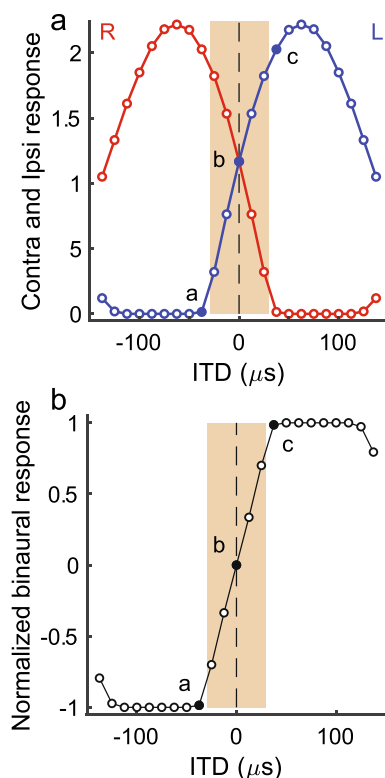 a
R
L
Contra and Ipsi response
2
1.5
1
0.5
0
a
b
c
-100
0
100
ITD (μs)
b
Normalized binaural response
1
0.5
0
-0.5
-1
a
b
c
-100
0
100
ITD (μs)